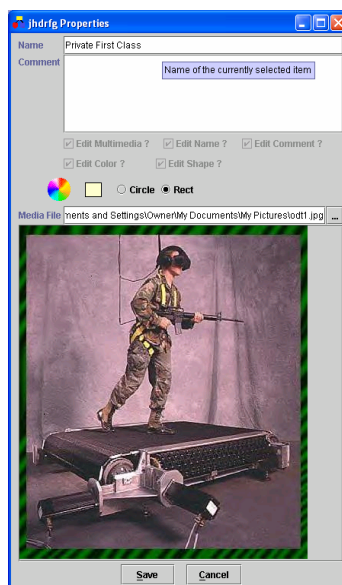 jhdrfg Properties
Name Private First Class
Comment
Name of the currently selected item
Edit Multimedia ? Edit Name ? Edit Comment ?
Edit Color ? Edit Shape ?
Circle Rect
Media File ments and Settings\Owner\My Documents\My Pictures\odt1.jpg ...
Save Cancel